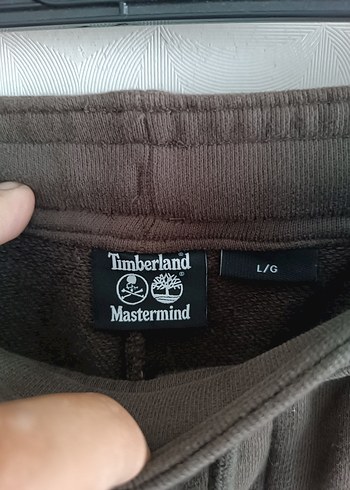 Timberland
®
Mastermind
L/G